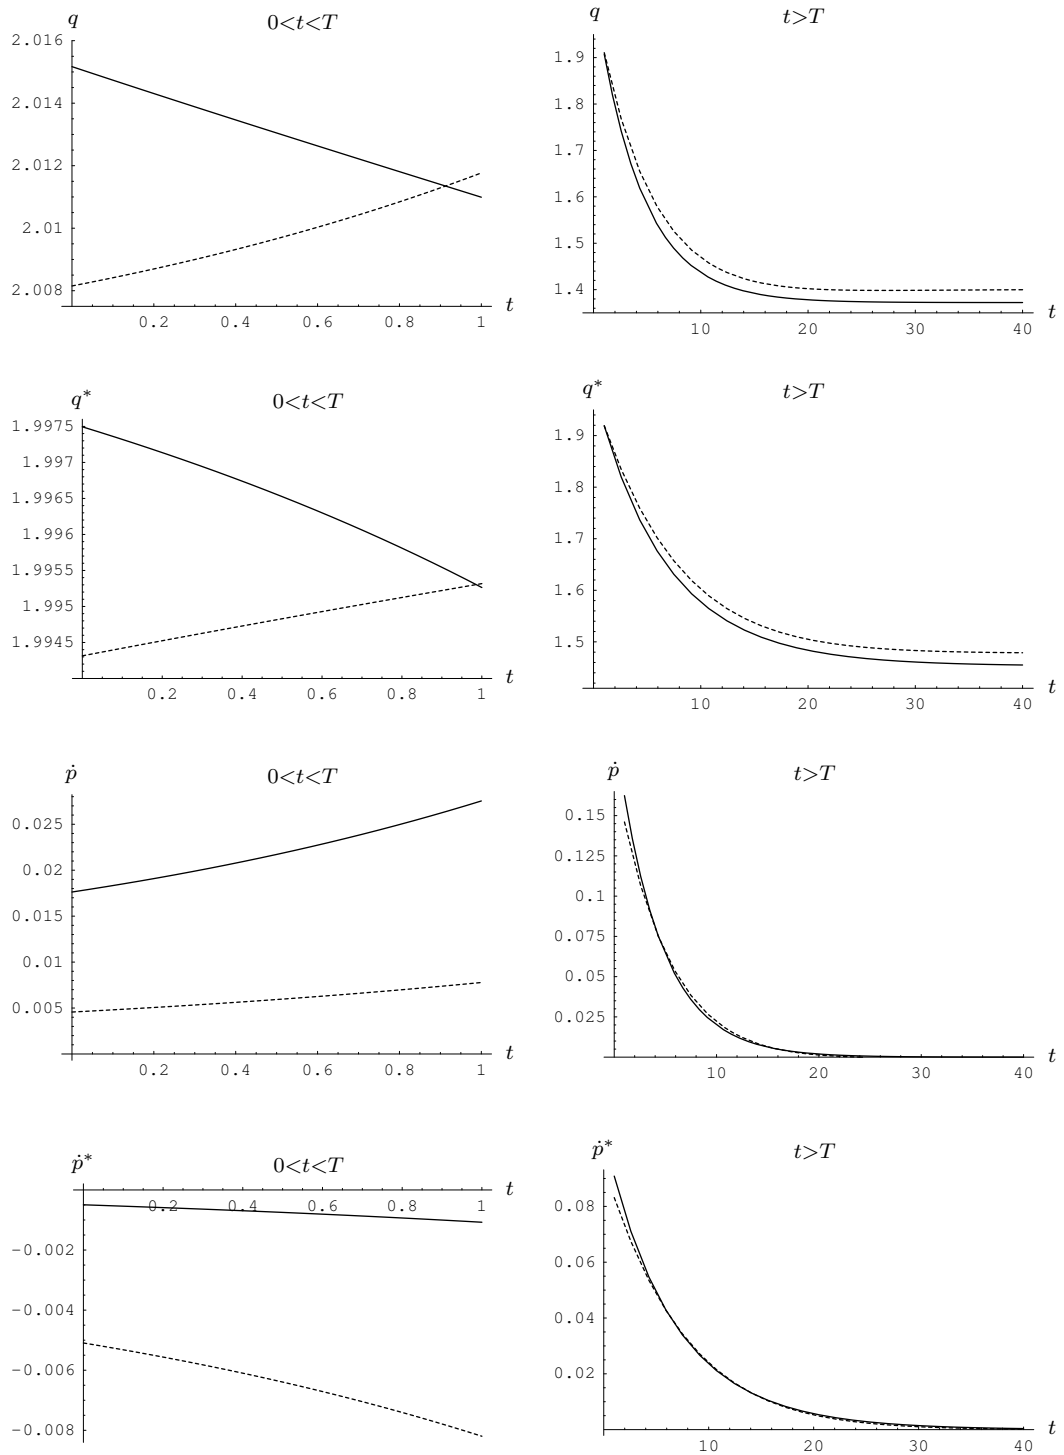 q 0<t<T
2.016
2.014
2.012
2.01
2.008
0.2 0.4 0.6 0.8 1 t
q t>T
1.9
1.8
1.7
1.6
1.5
1.4
10 20 30 40 t
q* 0<t<T
1.9975
1.997
1.9965
1.996
1.9955
1.995
1.9945
0.2 0.4 0.6 0.8 1 t
q* t>T
1.9
1.8
1.7
1.6
1.5
10 20 30 40 t
ṗ 0<t<T
0.025
0.02
0.015
0.01
0.005
0.2 0.4 0.6 0.8 1 t
ṗ t>T
0.15
0.125
0.1
0.075
0.05
0.025
10 20 30 40 t
ṗ* 0<t<T
0.2 0.4 0.6 0.8 1 t
-0.002
-0.004
-0.006
-0.008
ṗ* t>T
0.08
0.06
0.04
0.02
10 20 30 40 t